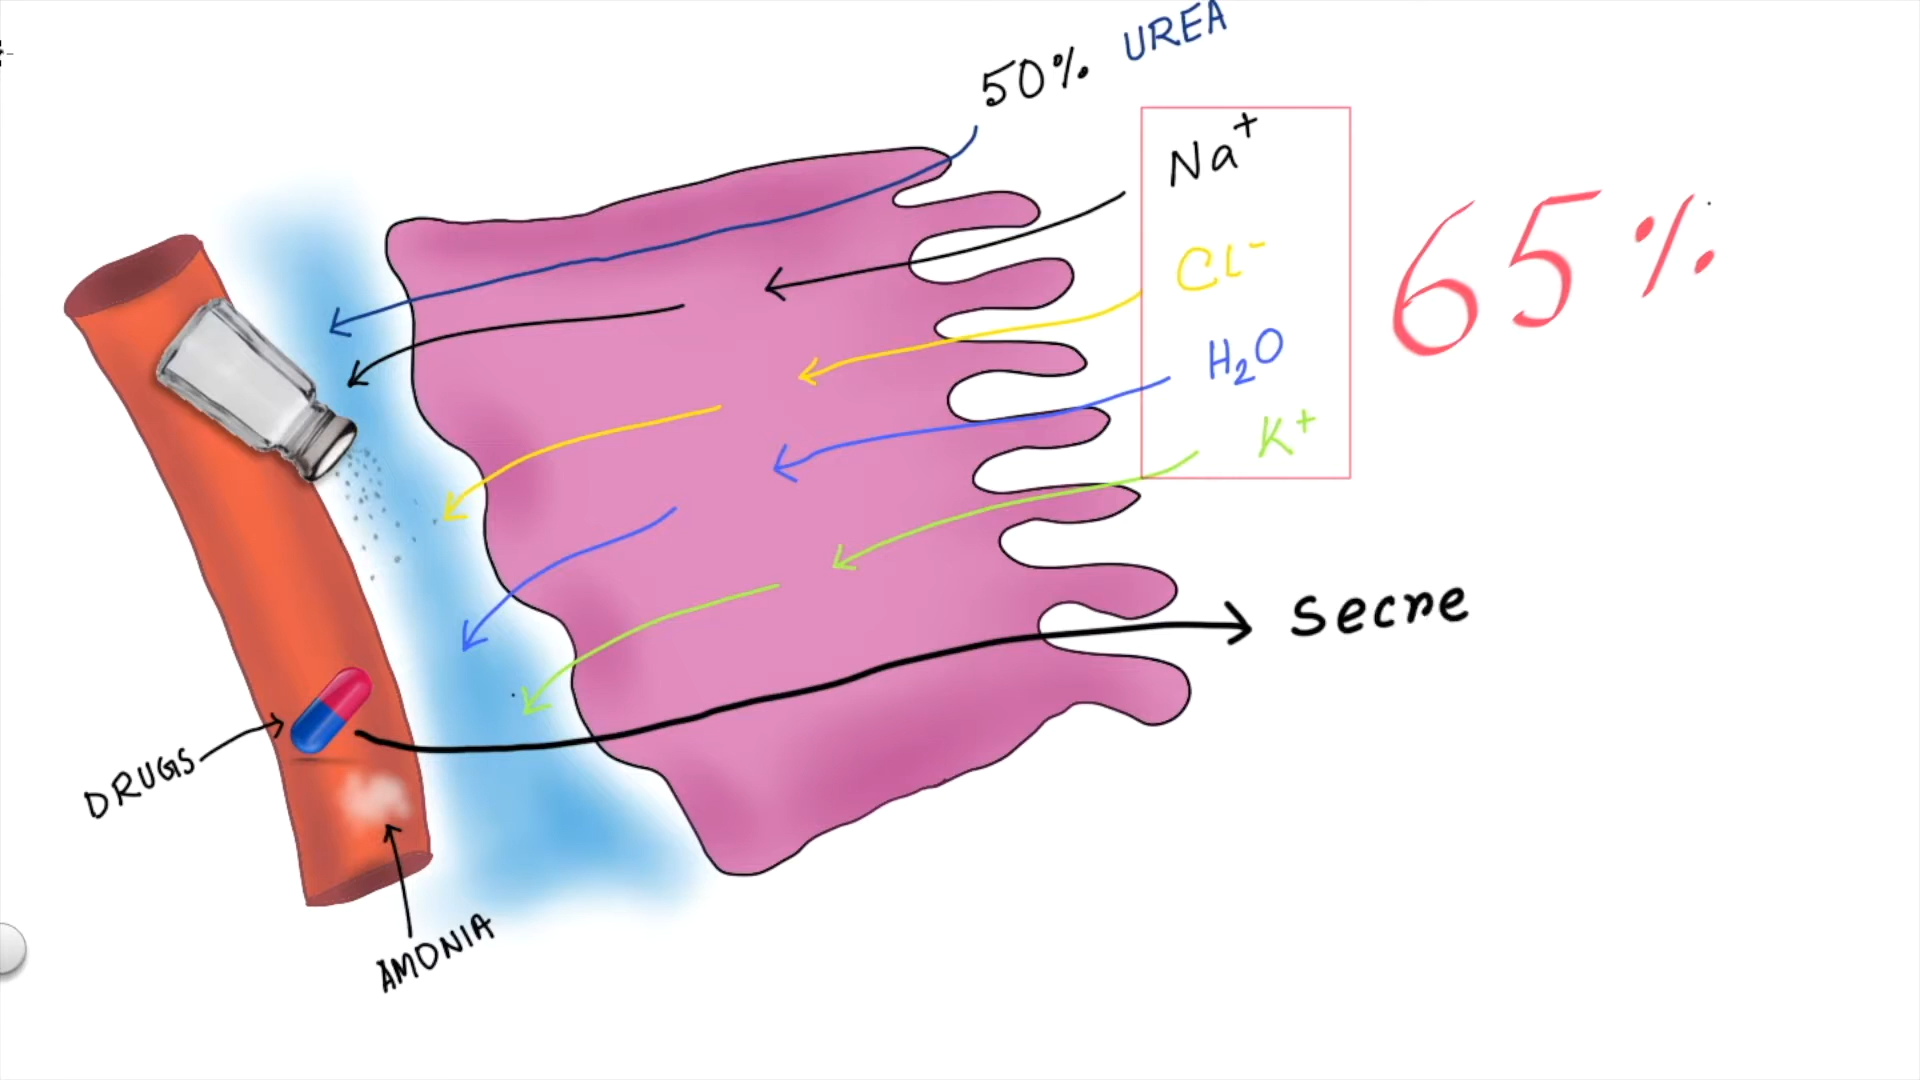 50% UREA
Na⁺
Cl⁻
65%
H₂O
K⁺
Secre
DRUGS
AMONIA